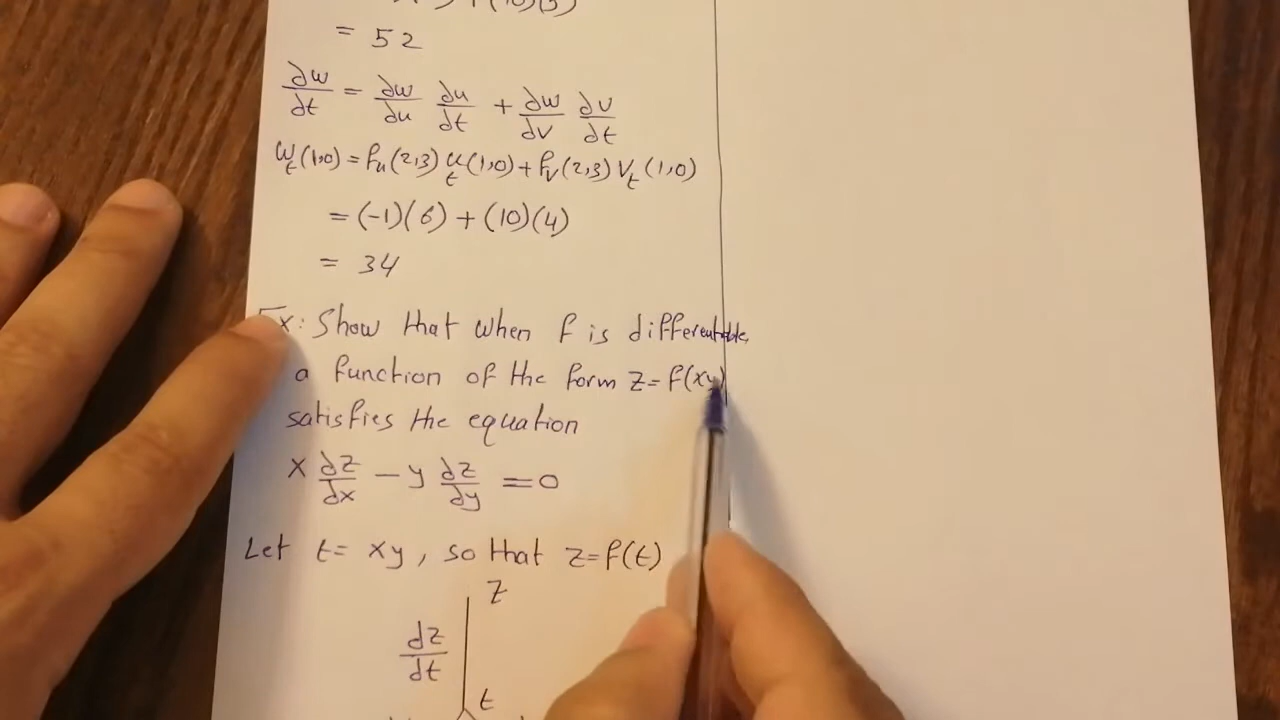 = 52
∂w/∂t = ∂w/∂u ∂u/∂t + ∂w/∂v ∂v/∂t
w_t(1,0) = f_u(2,3) u_t(1,0) + f_v(2,3) v_t(1,0)
= (-1)(6) + (10)(4)
= 34
Ex: Show that when f is differentiable,
a function of the form z = f(xy)
satisfies the equation
x ∂z/∂x - y ∂z/∂y = 0
Let t = xy, so that z = f(t)
z
dz/dt
t